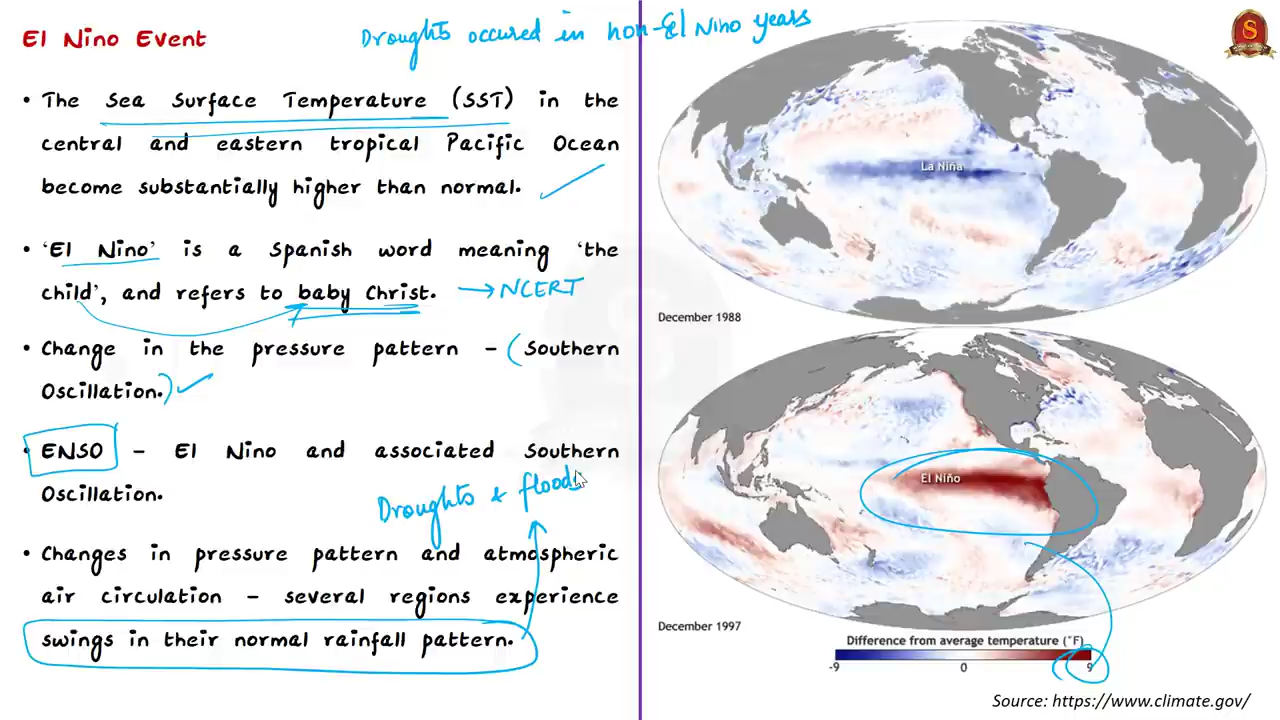 El Nino Event
Droughts occured in non-El Nino years
• The Sea Surface Temperature (SST) in the
central and eastern tropical Pacific Ocean
become substantially higher than normal.
• ‘El Nino’ is a Spanish word meaning ‘the
child’, and refers to baby Christ. → NCERT
• Change in the pressure pattern – (Southern
Oscillation.)
• ENSO – El Nino and associated Southern
Oscillation.
Droughts & floods
• Changes in pressure pattern and atmospheric
air circulation – several regions experience
swings in their normal rainfall pattern.
S
La Niña
December 1988
El Niño
December 1997
Difference from average temperature (°F)
-9 0 9
Source: https://www.climate.gov/